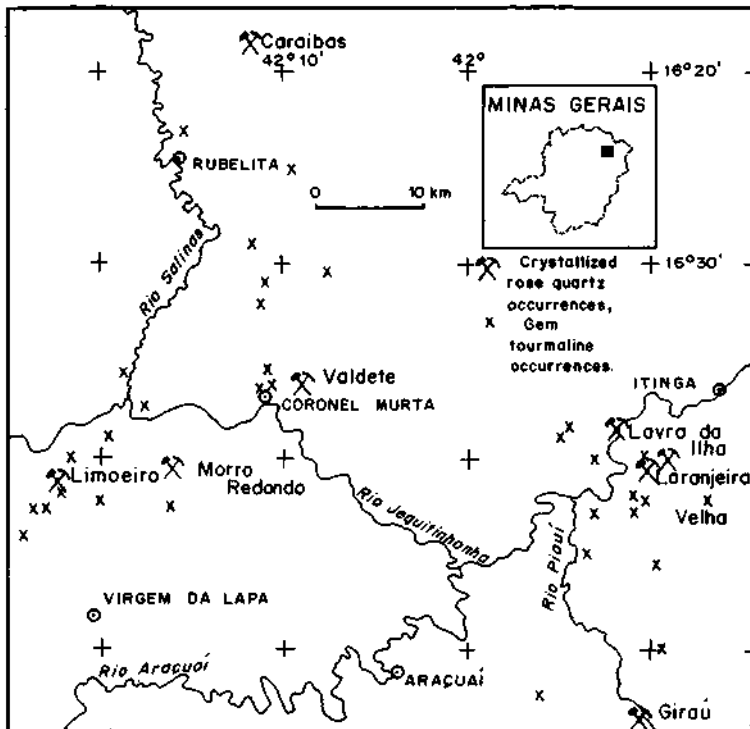 Caraibas
42° 10'
42°
16° 20'
MINAS GERAIS
RUBELITA
0 10 km
Rio Salinas
16° 30'
Crystallized
rose quartz
occurrences,
x Gem
tourmaline
occurrences.
Valdete
ITINGA
CORONEL MURTA
Lavra da
Ilha
Limoeiro
Morro
Redondo
Laranjeira
Velha
Rio Jequitinhonha
Rio Piauí
VIRGEM DA LAPA
Rio Araçuaí
ARAÇUAÍ
Giraú